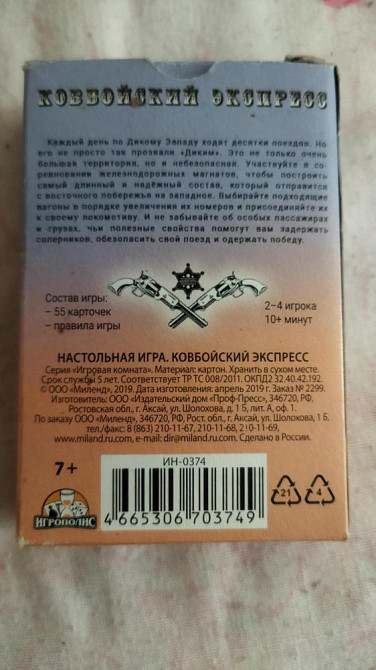 КОВБОЙСКИЙ ЭКСПРЕСС
Каждый день по Дикому Западу ходят десятки поездов. Но
его не просто так прозвали «Диким». Это не только очень
большая территория, но и небезопасная. Участвуйте в со-
ревновании железнодорожных магнатов, чтобы построить
самый длинный и надёжный состав, который отправится
с восточного побережья на западное. Выбирайте подходящие
вагоны в порядке увеличения их номеров и присоединяйте их
к своему локомотиву. И не забывайте об особых пассажирах
и грузах, чьи полезные свойства помогут вам задержать
соперников, обезопасить свой поезд и одержать победу.
Состав игры:
– 55 карточек
– правила игры
2–4 игрока
10+ минут
НАСТОЛЬНАЯ ИГРА. КОВБОЙСКИЙ ЭКСПРЕСС
Серия «Игровая комната». Материал: картон. Хранить в сухом месте.
Срок службы 5 лет. Соответствует ТР ТС 008/2011. ОКПД2 32.40.42.192
© ООО «Миленд», 2019. Дата изготовления: апрель 2019 г. Заказ № 2299.
Изготовитель: ООО «Издательский дом «Проф-Пресс», 346720, РФ,
Ростовская обл., г. Аксай, ул. Шолохова, д. 1 Б, лит. А, оф. 1.
По заказу ООО «Миленд», 346720, РФ, Рост. обл., г. Аксай, ул. Шолохова, 1 Б,
тел./факс: 8 (863) 210-11-67, 210-11-68, 210-11-69.
www.miland.ru.com, e-mail: dir@miland.ru.com. Сделано в России.
7+
ИН-0374
ИГРОПОЛИС
4 665306 703749
21
4